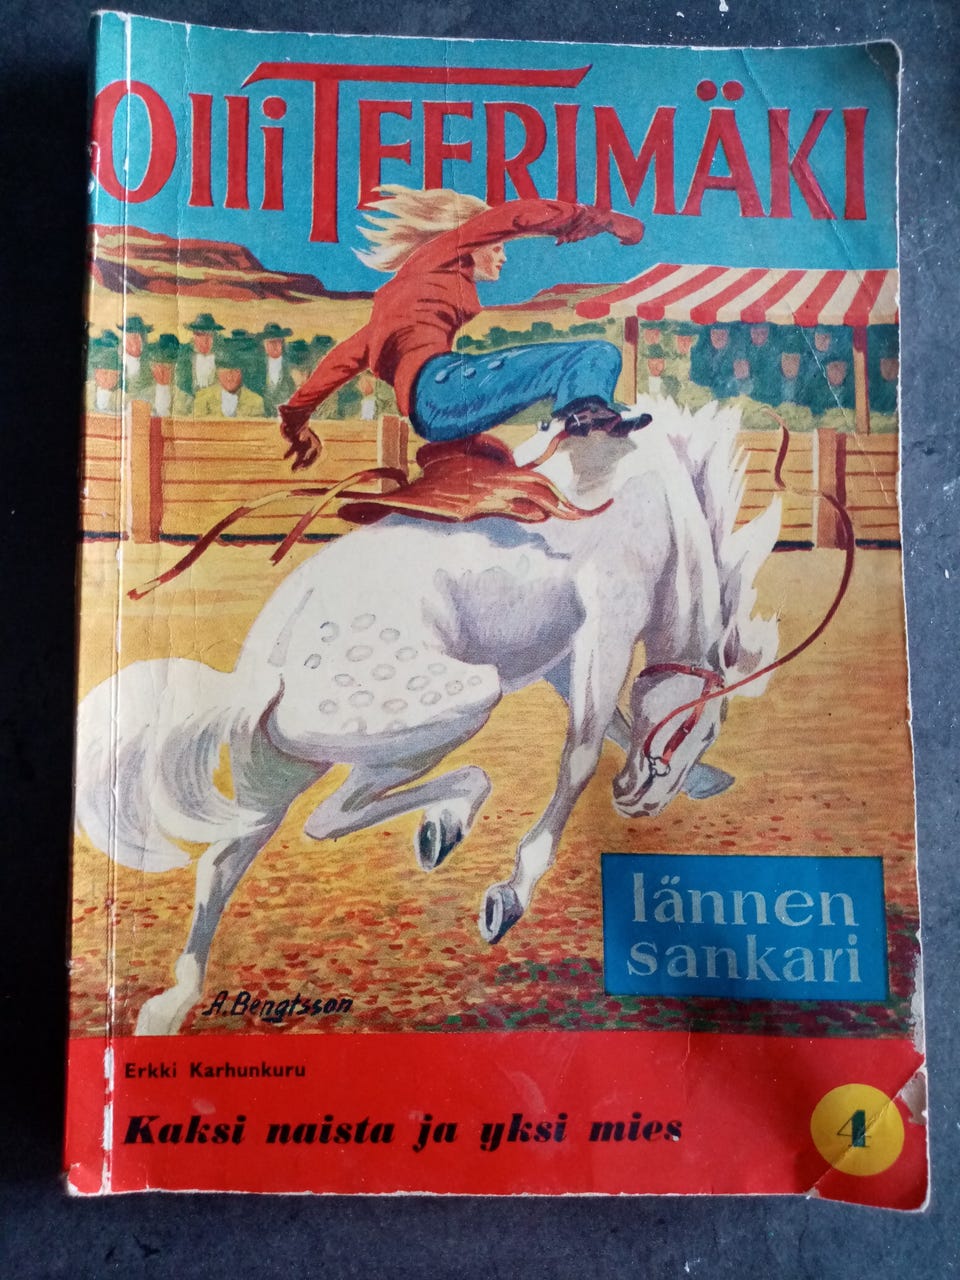 Olli TEERIMÄKI
lännen
sankari
A. Bengtsson
Erkki Karhunkuru
Kaksi naista ja yksi mies
4